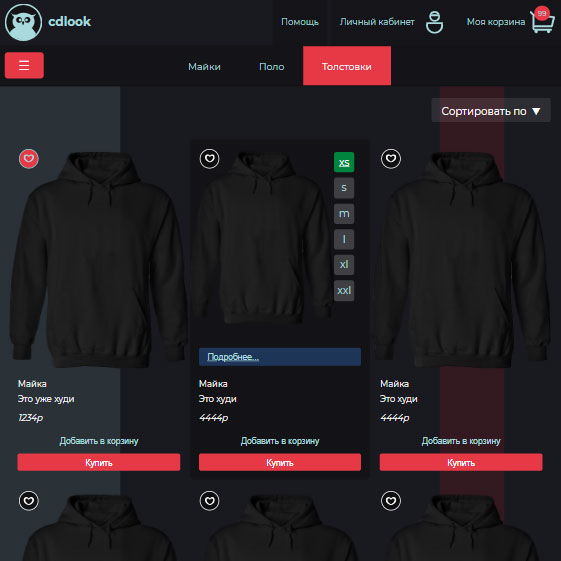 cdlook
Помощь
Личный кабинет
Моя корзина
99
Майки
Поло
Толстовки
Сортировать по ▼
xs
s
m
l
xl
xxl
Подробнее...
Майка
Это уже худи
1234р
Добавить в корзину
Купить
Майка
Это худи
4444р
Добавить в корзину
Купить
Майка
Это худи
4444р
Добавить в корзину
Купить